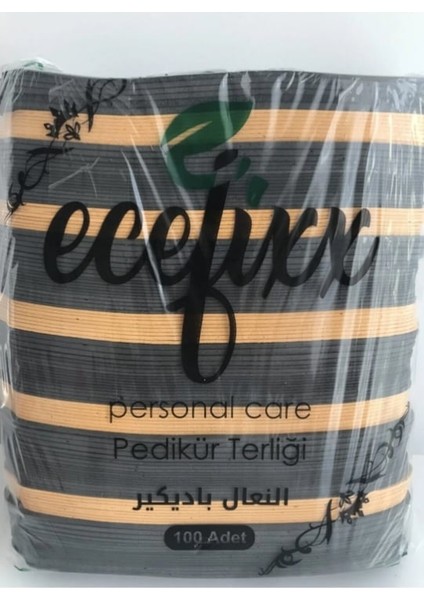 ecefixx
personal care
Pedikür Terliği
النعال باديكير
100 Adet